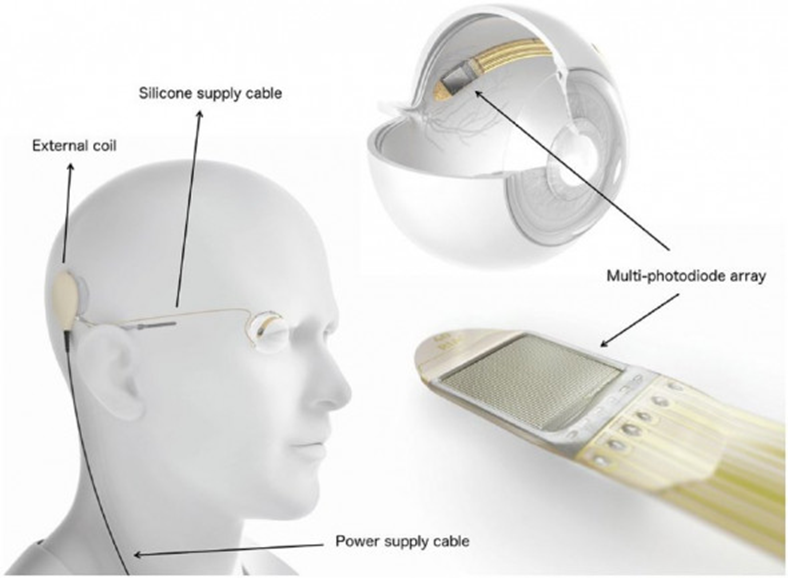 Silicone supply cable
External coil
Multi-photodiode array
Power supply cable